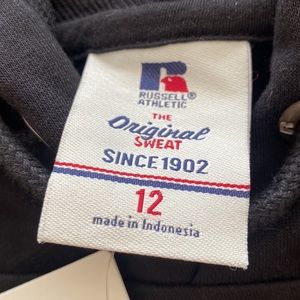 RUSSELL
ATHLETIC
THE
Original
SWEAT
SINCE 1902
12
made in Indonesia